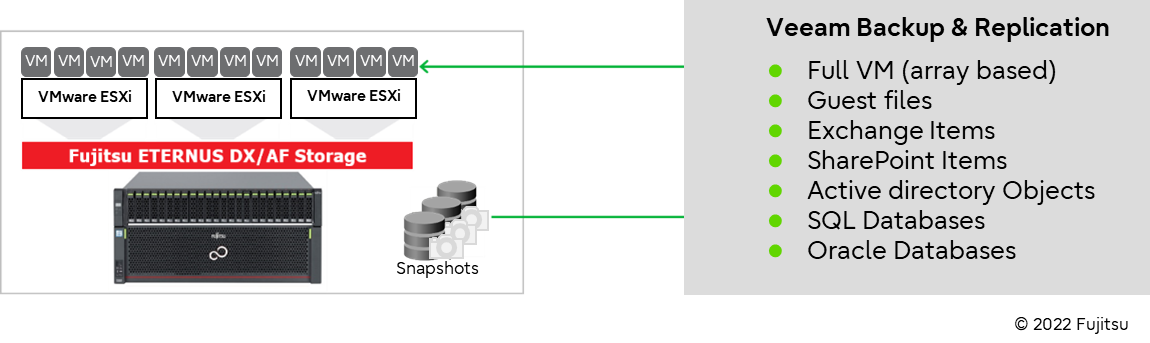 VM VM VM VM VM VM VM VM VM VM VM VM
VMware ESXi VMware ESXi VMware ESXi
Fujitsu ETERNUS DX/AF Storage
FUJITSU
Snapshots
Veeam Backup & Replication
Full VM (array based)
Guest files
Exchange Items
SharePoint Items
Active directory Objects
SQL Databases
Oracle Databases
© 2022 Fujitsu